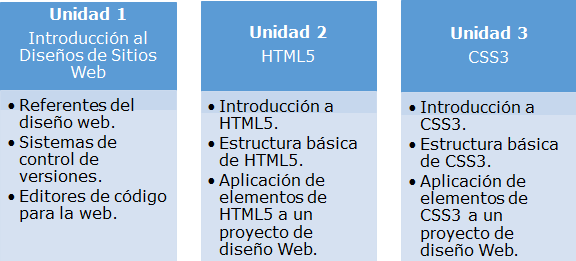 Unidad 1
Introducción al
Diseños de Sitios
Web
• Referentes del
diseño web.
• Sistemas de
control de
versiones.
• Editores de código
para la web.
Unidad 2
HTML5
• Introducción a
HTML5.
• Estructura básica
de HTML5.
• Aplicación de
elementos de
HTML5 a un
proyecto de
diseño Web.
Unidad 3
CSS3
• Introducción a
CSS3.
• Estructura básica
de CSS3.
• Aplicación de
elementos de
CSS3 a un
proyecto de
diseño Web.